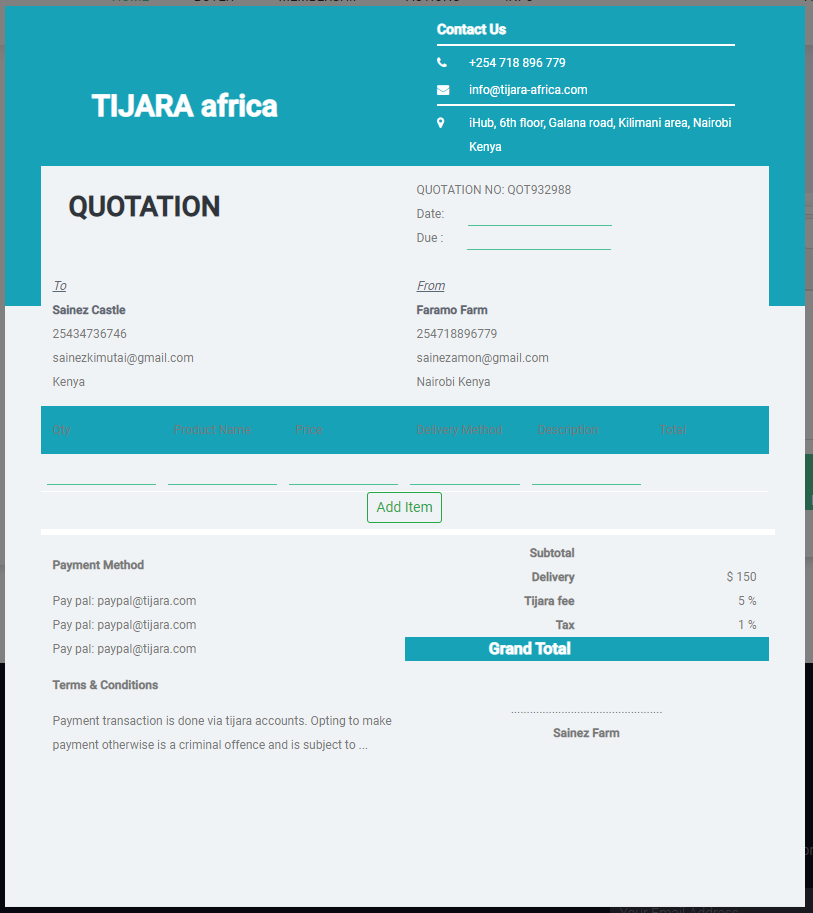 TIJARA africa
Contact Us
+254 718 896 779
info@tijara-africa.com
iHub, 6th floor, Galana road, Kilimani area, Nairobi
Kenya
QUOTATION
QUOTATION NO: QOT932988
Date:
Due :
To
Sainez Castle
25434736746
sainezkimutai@gmail.com
Kenya
From
Faramo Farm
254718896779
sainezamon@gmail.com
Nairobi Kenya
Qty Product Name Price Delivery Method Description Total
Add Item
Payment Method
Pay pal: paypal@tijara.com
Pay pal: paypal@tijara.com
Pay pal: paypal@tijara.com
Terms & Conditions
Payment transaction is done via tijara accounts. Opting to make
payment otherwise is a criminal offence and is subject to ...
Subtotal
Delivery $ 150
Tijara fee 5 %
Tax 1 %
Grand Total
................................................
Sainez Farm